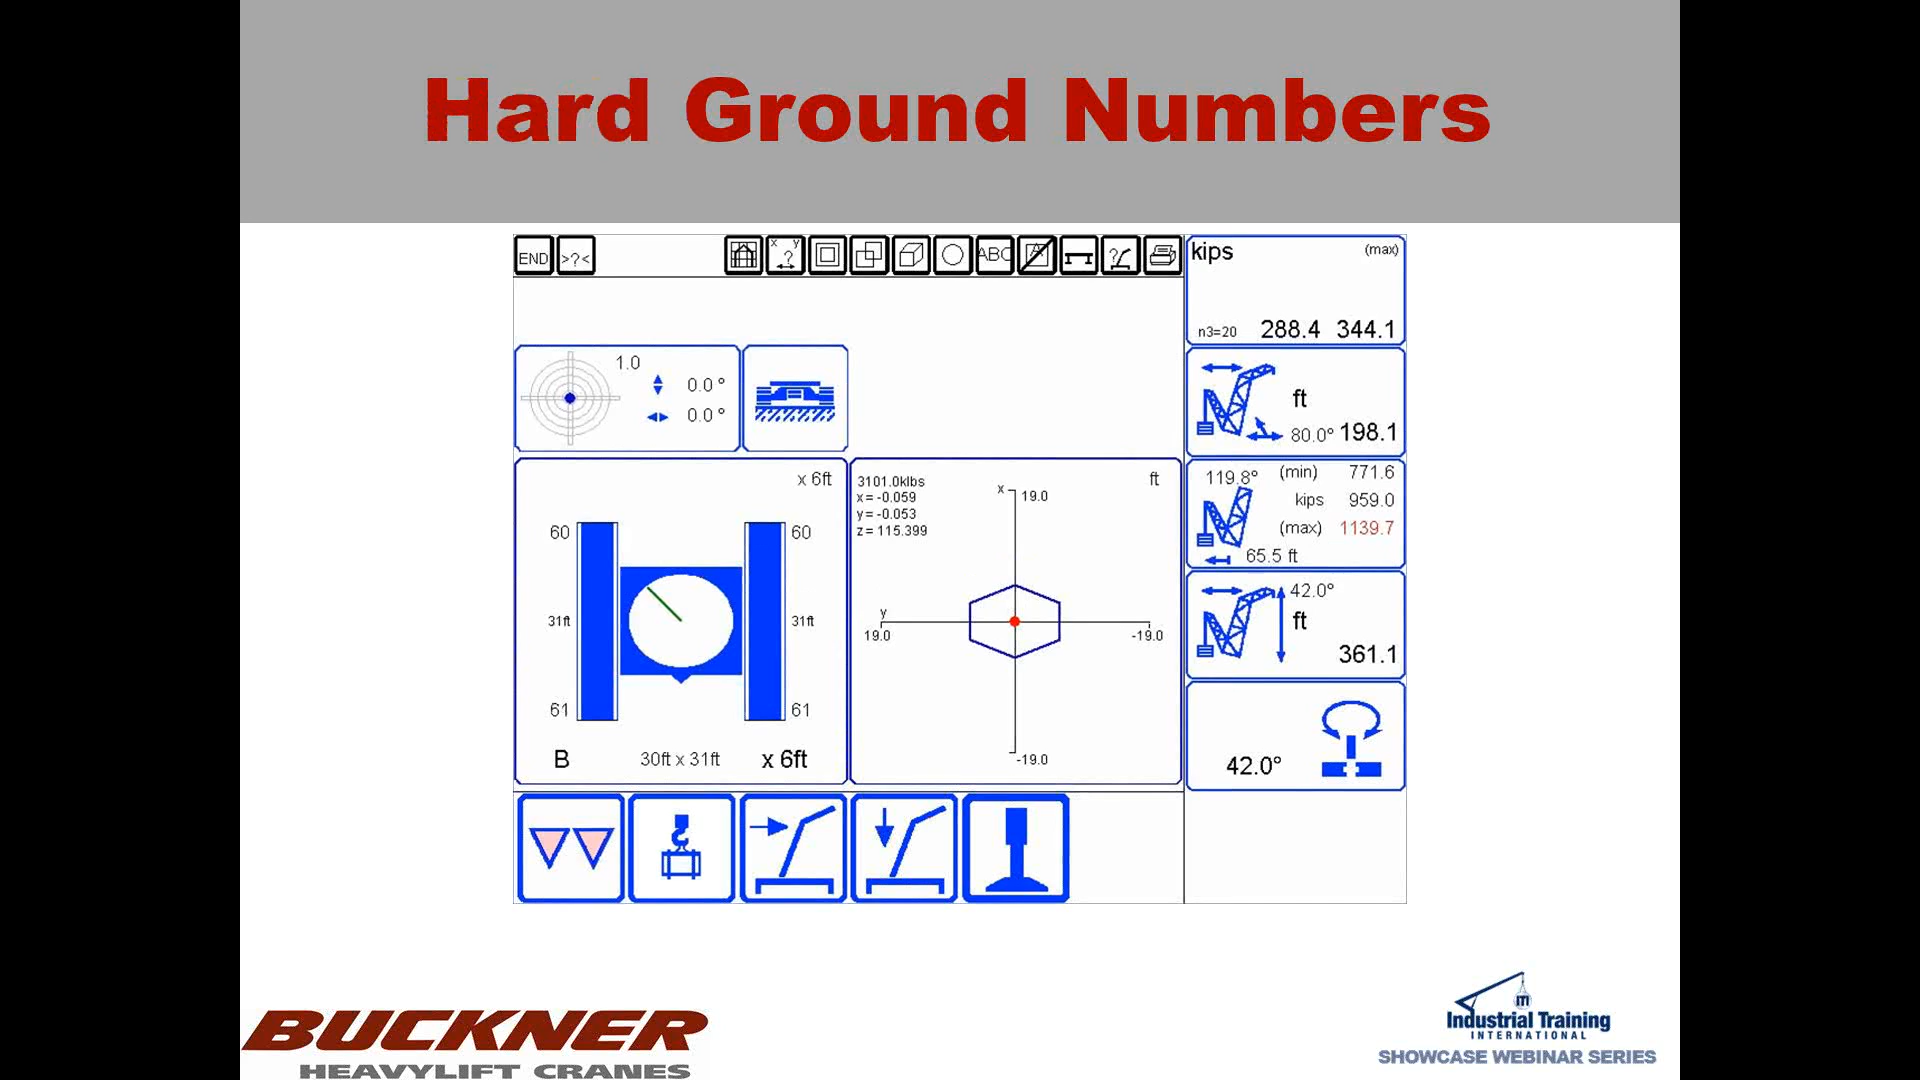 Hard Ground Numbers
END >?< x y ? ABC A ?
kips (max)
n3=20 288.4 344.1
1.0
0.0 °
0.0 °
ft
80.0° 198.1
x 6ft
60 60
31ft 31ft
61 61
B 30ft x 31ft x 6ft
3101.0klbs ft
x = -0.059
y = -0.053
z = 115.399
x 19.0
y
19.0 -19.0
-19.0
119.8° (min) 771.6
kips 959.0
(max) 1139.7
65.5 ft
42.0°
ft
361.1
42.0°
BUCKNER
HEAVYLIFT CRANES
ITI
Industrial Training
INTERNATIONAL
SHOWCASE WEBINAR SERIES